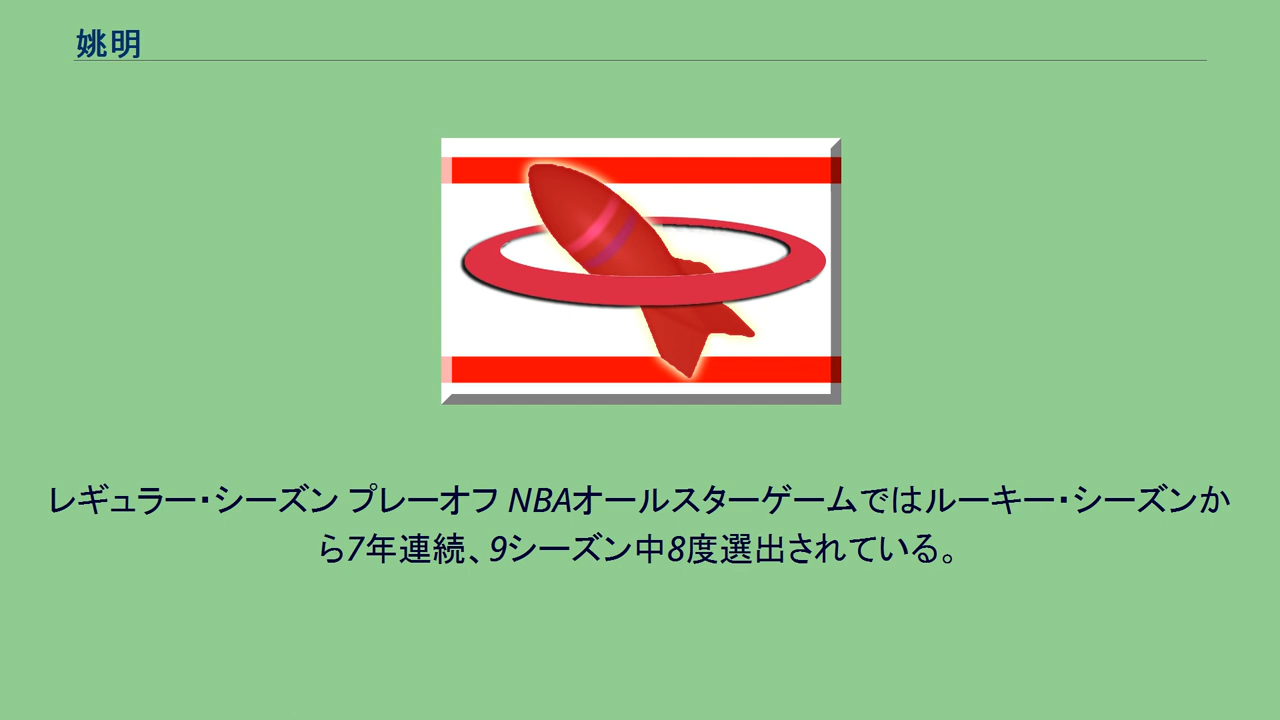 姚明
レギュラー・シーズン プレーオフ NBAオールスターゲームではルーキー・シーズンか
ら7年連続、9シーズン中8度選出されている。